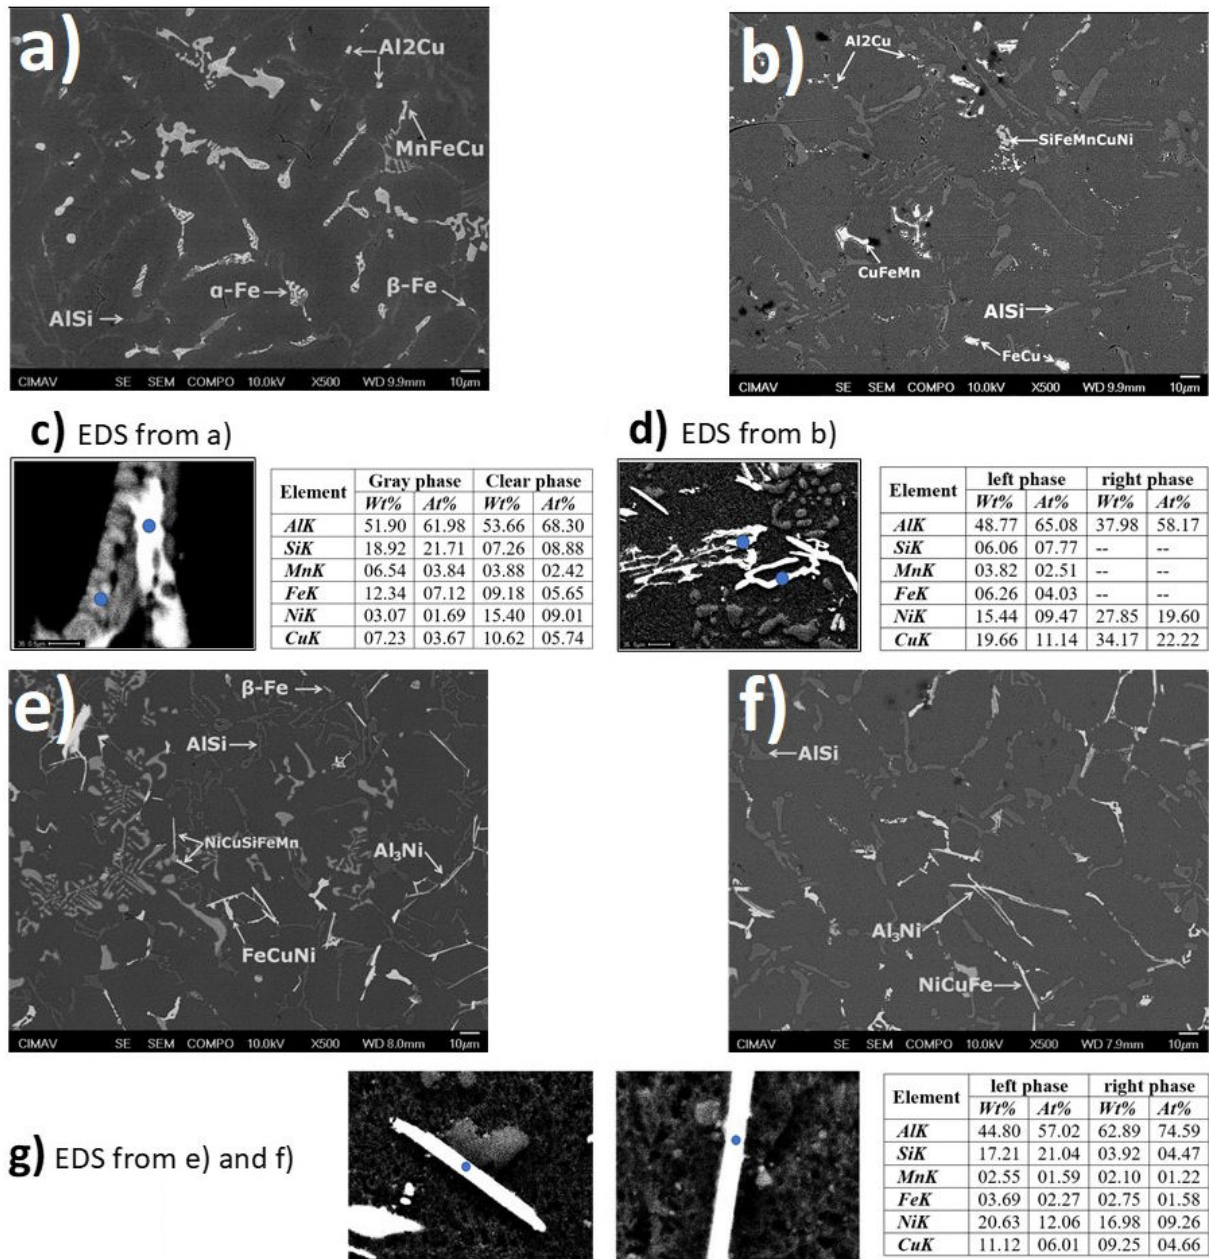 a)
Al2Cu
MnFeCu
α-Fe
β-Fe
AlSi
CIMAV SE SEM COMPO 10.0kV X500 WD 9.9mm 10μm
b)
Al2Cu
SiFeMnCuNi
CuFeMn
AlSi
FeCu
CIMAV SE SEM COMPO 10.0kV X500 WD 9.9mm 10μm
c) EDS from a)
Element Gray phase Clear phase
Wt% At% Wt% At%
AlK 51.90 61.98 53.66 68.30
SiK 18.92 21.71 07.26 08.88
MnK 06.54 03.84 03.88 02.42
FeK 12.34 07.12 09.18 05.65
NiK 03.07 01.69 15.40 09.01
CuK 07.23 03.67 10.62 05.74
d) EDS from b)
Element left phase right phase
Wt% At% Wt% At%
AlK 48.77 65.08 37.98 58.17
SiK 06.06 07.77 -- --
MnK 03.82 02.51 -- --
FeK 06.26 04.03 -- --
NiK 15.44 09.47 27.85 19.60
CuK 19.66 11.14 34.17 22.22
e)
β-Fe
AlSi
NiCuSiFeMn
Al₃Ni
FeCuNi
CIMAV SE SEM COMPO 10.0kV X500 WD 8.0mm 10μm
f)
AlSi
Al₃Ni
NiCuFe
CIMAV SE SEM COMPO 10.0kV X500 WD 7.9mm 10μm
g) EDS from e) and f)
Element left phase right phase
Wt% At% Wt% At%
AlK 44.80 57.02 62.89 74.59
SiK 17.21 21.04 03.92 04.47
MnK 02.55 01.59 02.10 01.22
FeK 03.69 02.27 02.75 01.58
NiK 20.63 12.06 16.98 09.26
CuK 11.12 06.01 09.25 04.66